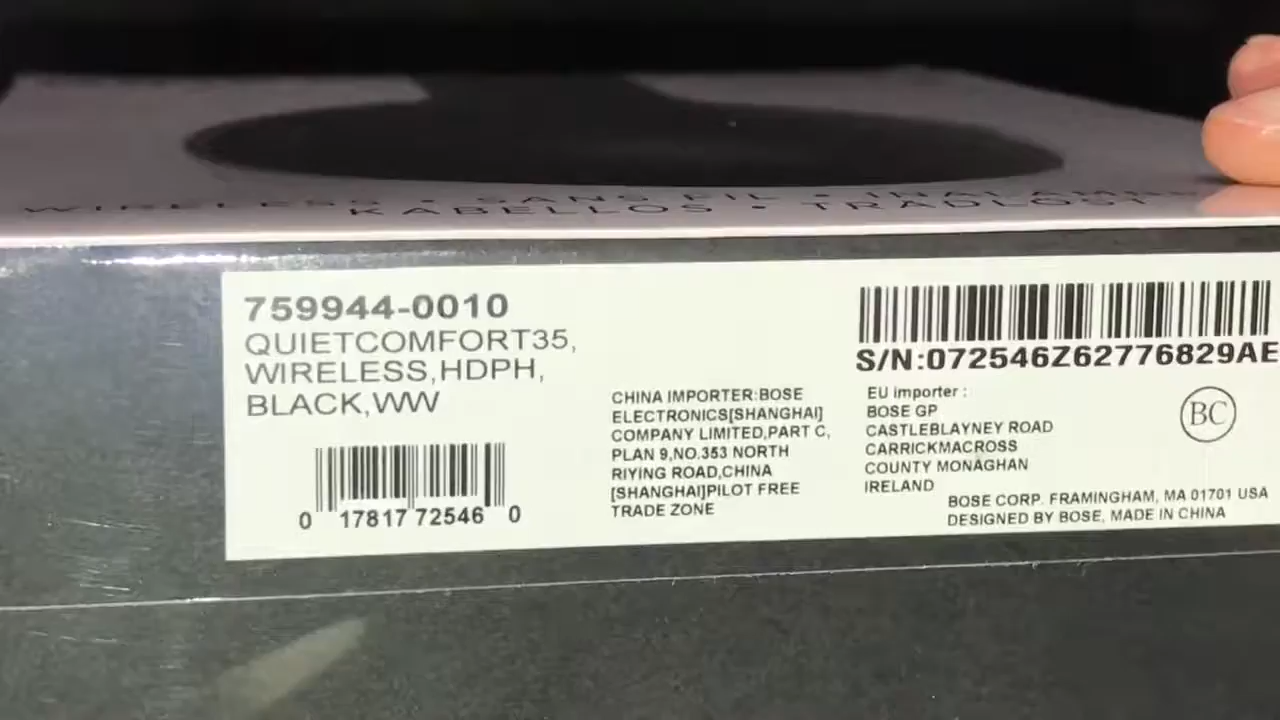 WIRELESS • SANS FIL • INALÁMB
KABELLOS • TRÅDLÖST
759944-0010
QUIETCOMFORT35,
WIRELESS,HDPH,
BLACK,WW
0 17817 72546 0
CHINA IMPORTER:BOSE
ELECTRONICS[SHANGHAI]
COMPANY LIMITED,PART C,
PLAN 9,NO.353 NORTH
RIYING ROAD,CHINA
[SHANGHAI]PILOT FREE
TRADE ZONE
S/N:072546Z62776829AE
EU importer :
BOSE GP
CASTLEBLAYNEY ROAD
CARRICKMACROSS
COUNTY MONAGHAN
IRELAND
BC
BOSE CORP. FRAMINGHAM, MA 01701 USA
DESIGNED BY BOSE, MADE IN CHINA